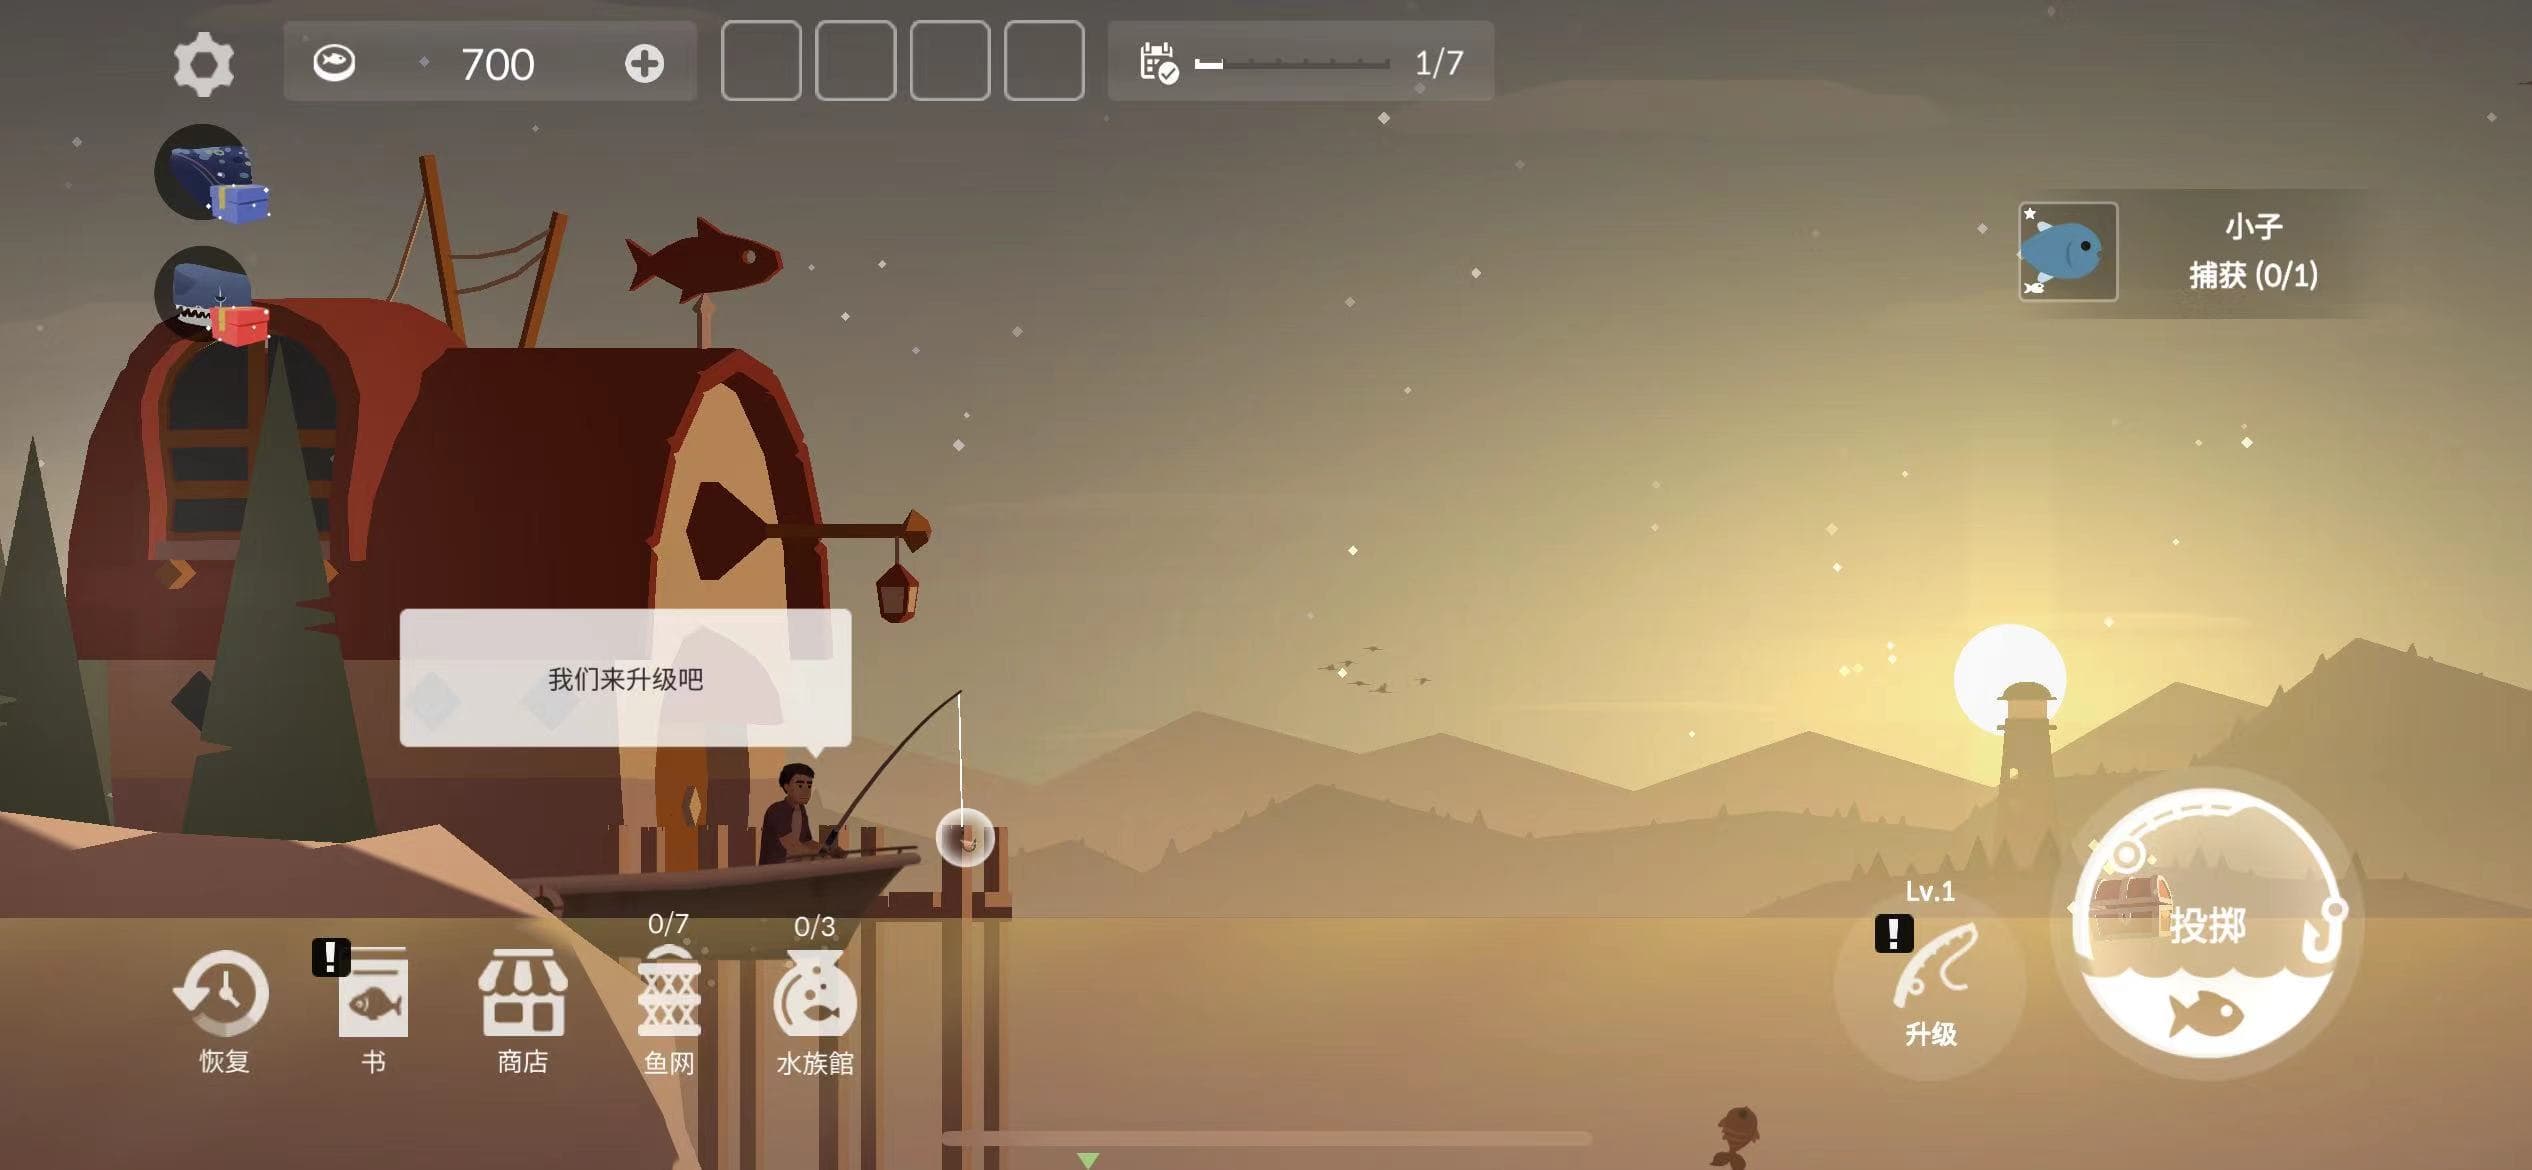 700
1/7
小子
捕获 (0/1)
我们来升级吧
Lv.1
!
升级
投掷
0/7
0/3
!
恢复
书
商店
鱼网
水族館